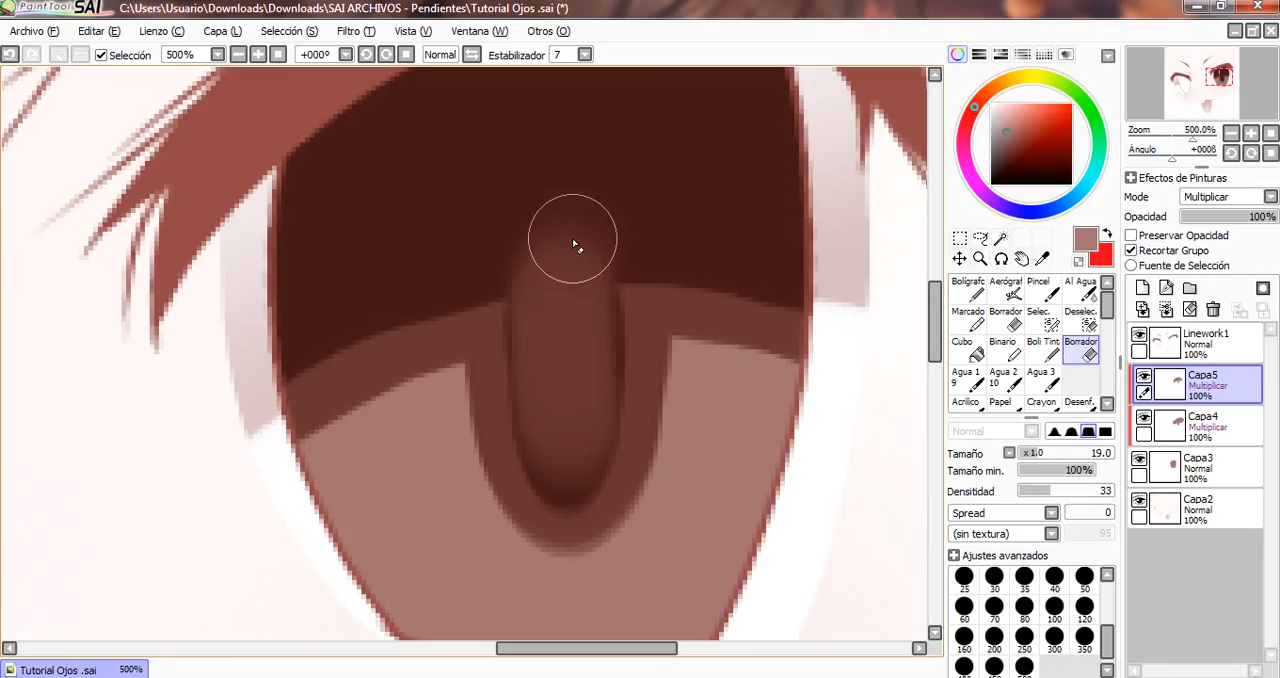 PaintTool SAI C:\Users\Usuario\Downloads\Downloads\SAI ARCHIVOS - Pendientes\Tutorial Ojos.sai (*)
Archivo (F) Editar (E) Lienzo (C) Capa (L) Selección (S) Filtro (T) Vista (V) Ventana (W) Otros (O)
Selección 500% +000º Normal Estabilizador 7
Zoom 500.0%
Ángulo +000º
Efectos de Pinturas
Mode Multiplicar
Opacidad 100%
Preservar Opacidad
Recortar Grupo
Fuente de Selección
Bolígrafo Aerógraf Pincel Al Agua
Marcado Borrador Selec. Deselec.
Cubo Binario Boli Tint Borrador
Agua 1 Agua 2 Agua 3
9 10
Acrilico Papel Crayon Desenf.
Normal
Tamaño x 1.0 19.0
Tamaño min. 100%
Densitidad 33
Spread 0
(sin textura) 95
Ajustes avanzados
25 30 35 40 50
60 70 80 100 120
160 200 250 300 350
Linework1
Normal
100%
Capa5
Multiplicar
100%
Capa4
Multiplicar
100%
Capa3
Normal
100%
Capa2
Normal
100%
Tutorial Ojos .sai 500%